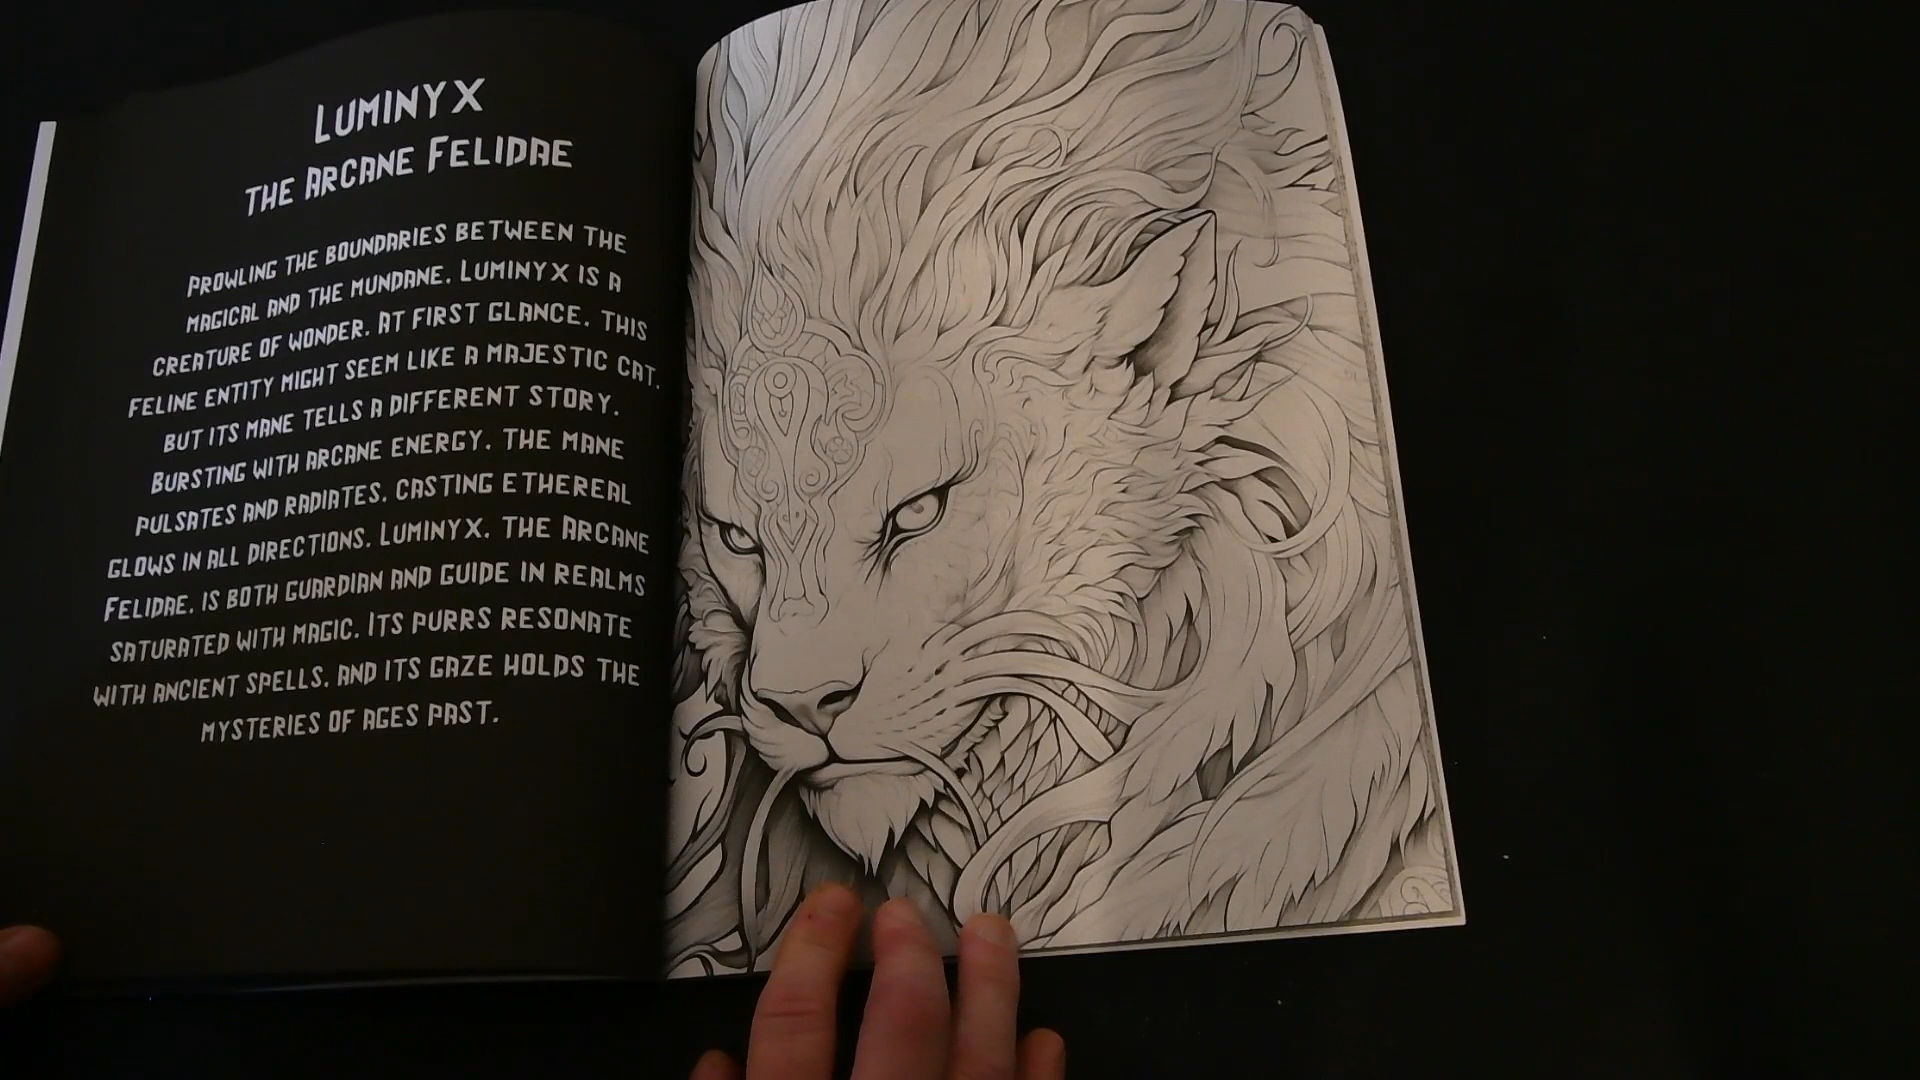 LUMINYX
THE ARCANE FELIDAE
PROWLING THE BOUNDARIES BETWEEN THE
MAGICAL AND THE MUNDANE, LUMINYX IS A
CREATURE OF WONDER. AT FIRST GLANCE, THIS
FELINE ENTITY MIGHT SEEM LIKE A MAJESTIC CAT,
BUT ITS MANE TELLS A DIFFERENT STORY.
BURSTING WITH ARCANE ENERGY, THE MANE
PULSATES AND RADIATES, CASTING ETHEREAL
GLOWS IN ALL DIRECTIONS. LUMINYX, THE ARCANE
FELIDAE, IS BOTH GUARDIAN AND GUIDE IN REALMS
SATURATED WITH MAGIC. ITS PURRS RESONATE
WITH ANCIENT SPELLS, AND ITS GAZE HOLDS THE
MYSTERIES OF AGES PAST.